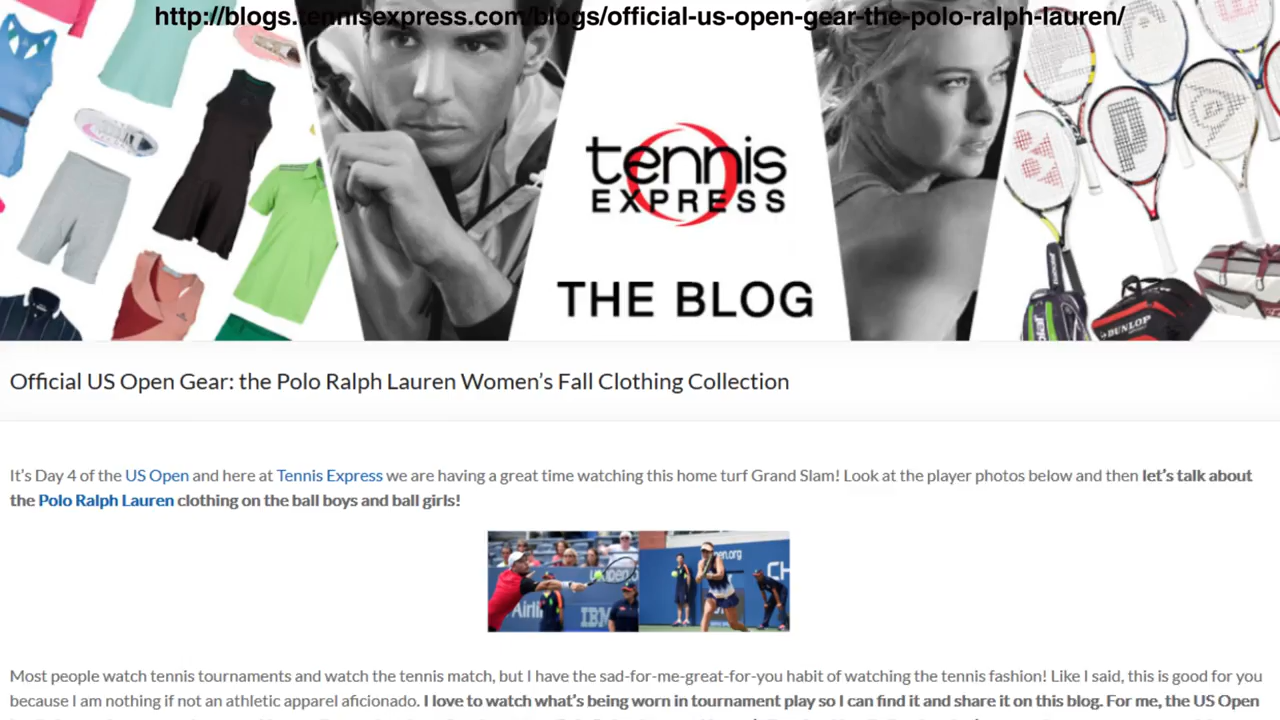 http://blogs.tennisexpress.com/blogs/official-us-open-gear-the-polo-ralph-lauren/
tennis
EXPRESS
THE BLOG
DUNLOP
Official US Open Gear: the Polo Ralph Lauren Women's Fall Clothing Collection
It's Day 4 of the US Open and here at Tennis Express we are having a great time watching this home turf Grand Slam! Look at the player photos below and then let's talk about
the Polo Ralph Lauren clothing on the ball boys and ball girls!
IBM
Most people watch tennis tournaments and watch the tennis match, but I have the sad-for-me-great-for-you habit of watching the tennis fashion! Like I said, this is good for you
because I am nothing if not an athletic apparel aficionado. I love to watch what's being worn in tournament play so I can find it and share it on this blog. For me, the US Open